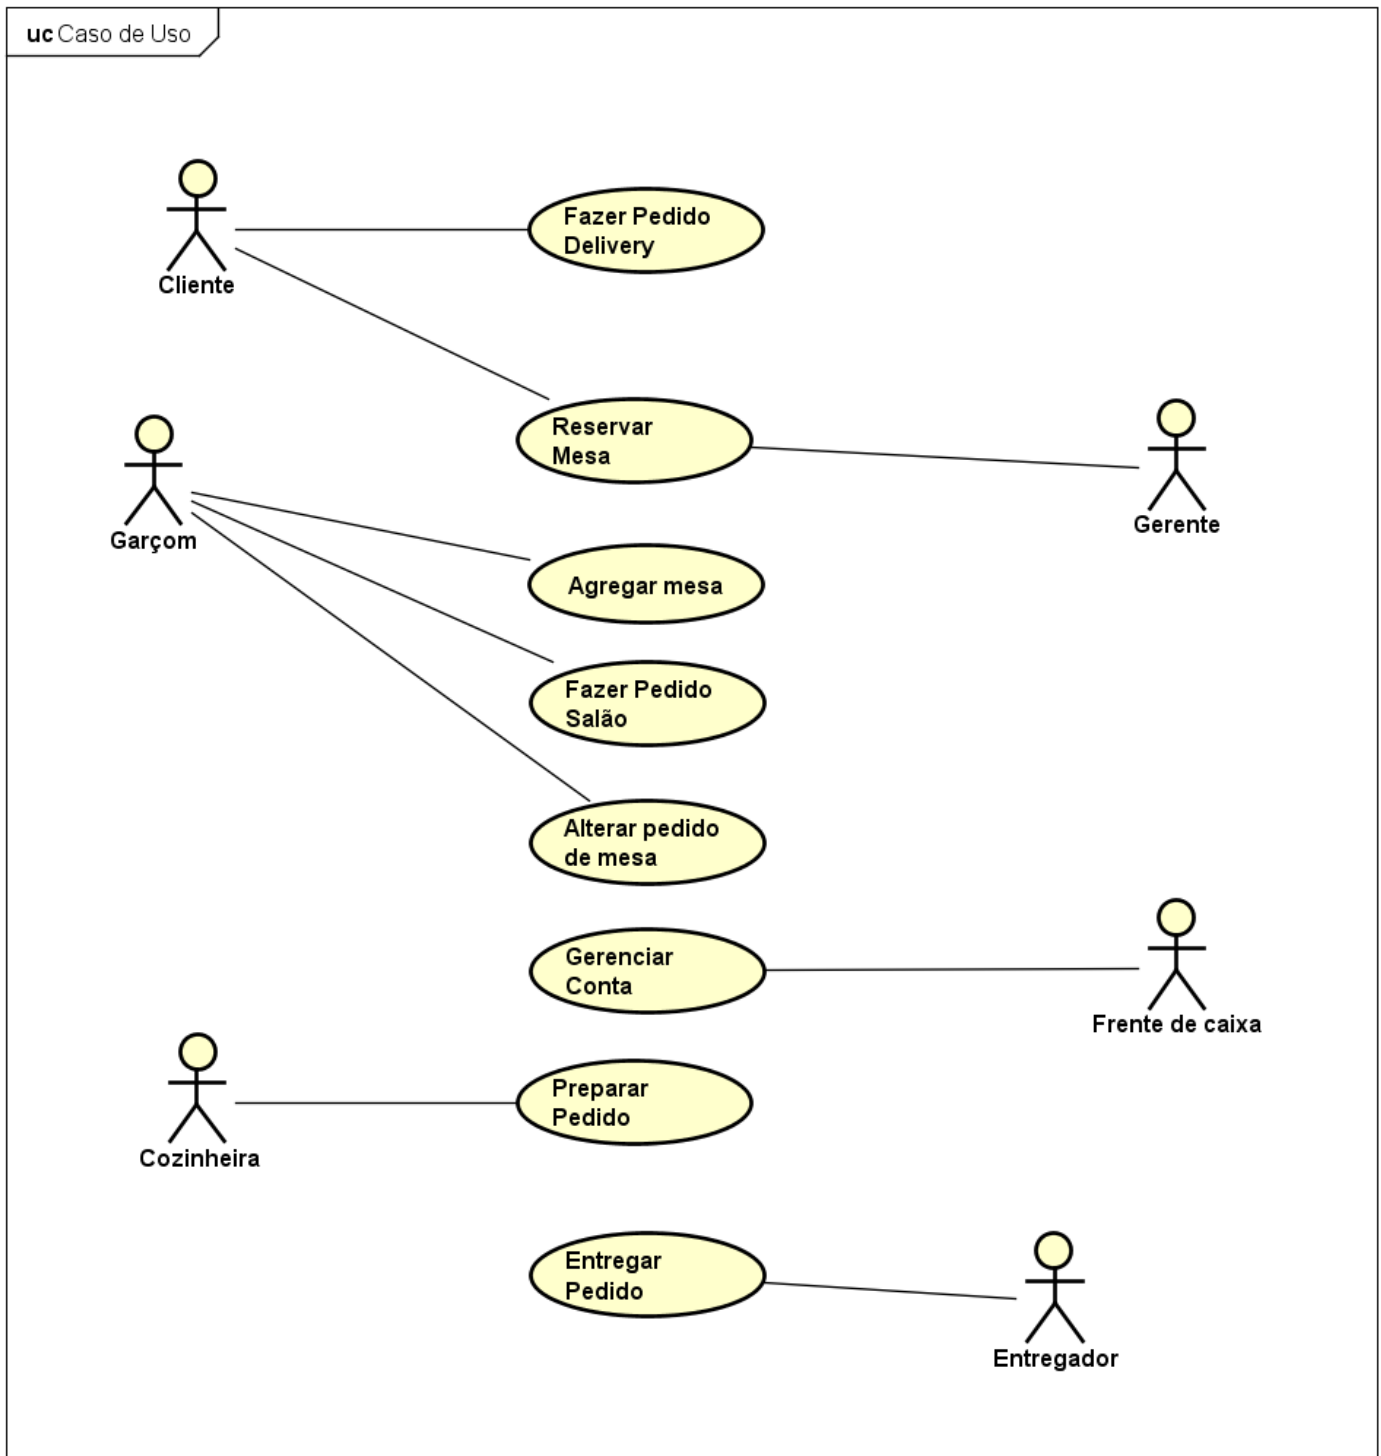 uc Caso de Uso
Fazer Pedido
Delivery
Cliente
Reservar
Mesa
Gerente
Garçom
Agregar mesa
Fazer Pedido
Salão
Alterar pedido
de mesa
Gerenciar
Conta
Frente de caixa
Preparar
Pedido
Cozinheira
Entregar
Pedido
Entregador